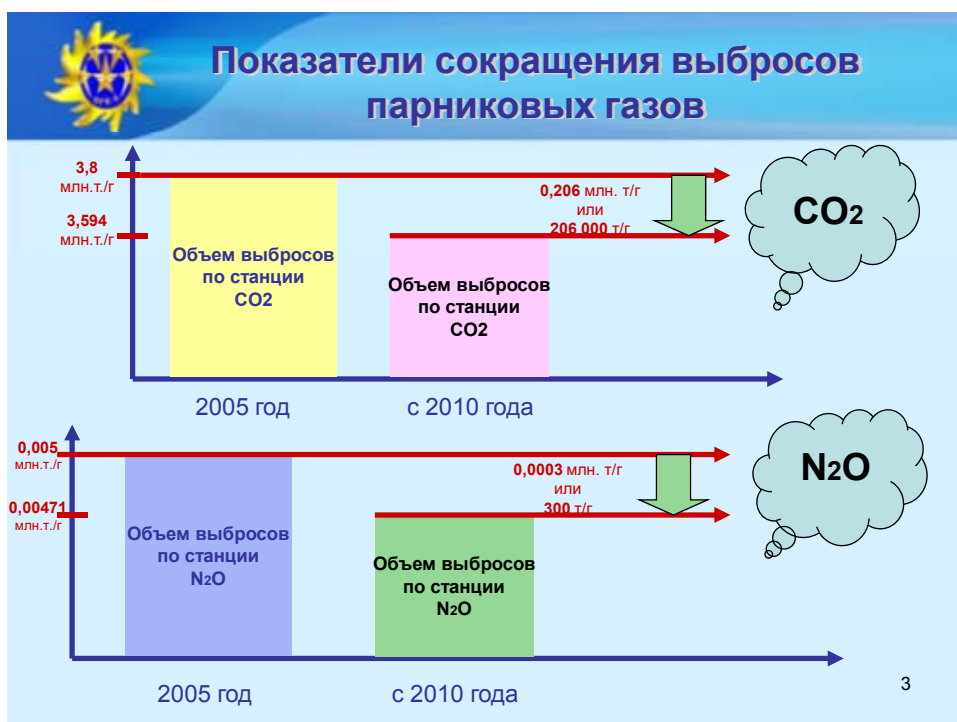 Показатели сокращения выбросов
парниковых газов
3,8
млн.т./г
3,594
млн.т./г
0,206 млн. т/г
или
206 000 т/г
CO2
Объем выбросов
по станции
СО2
Объем выбросов
по станции
СО2
2005 год
с 2010 года
0,005
млн.т./г
0,00471
млн.т./г
0,0003 млн. т/г
или
300 т/г
N2O
Объем выбросов
по станции
N2O
Объем выбросов
по станции
N2O
2005 год
с 2010 года
3